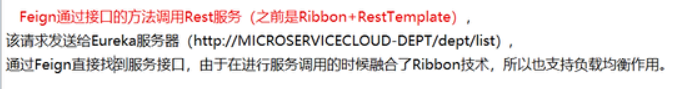 Feign通过接口的方法调用Rest服务（之前是Ribbon+RestTemplate），
该请求发送给Eureka服务器（http://MICROSERVICECLOUD-DEPT/dept/list），
通过Feign直接找到服务接口，由于在进行服务调用的时候融合了Ribbon技术，所以也支持负载均衡作用。